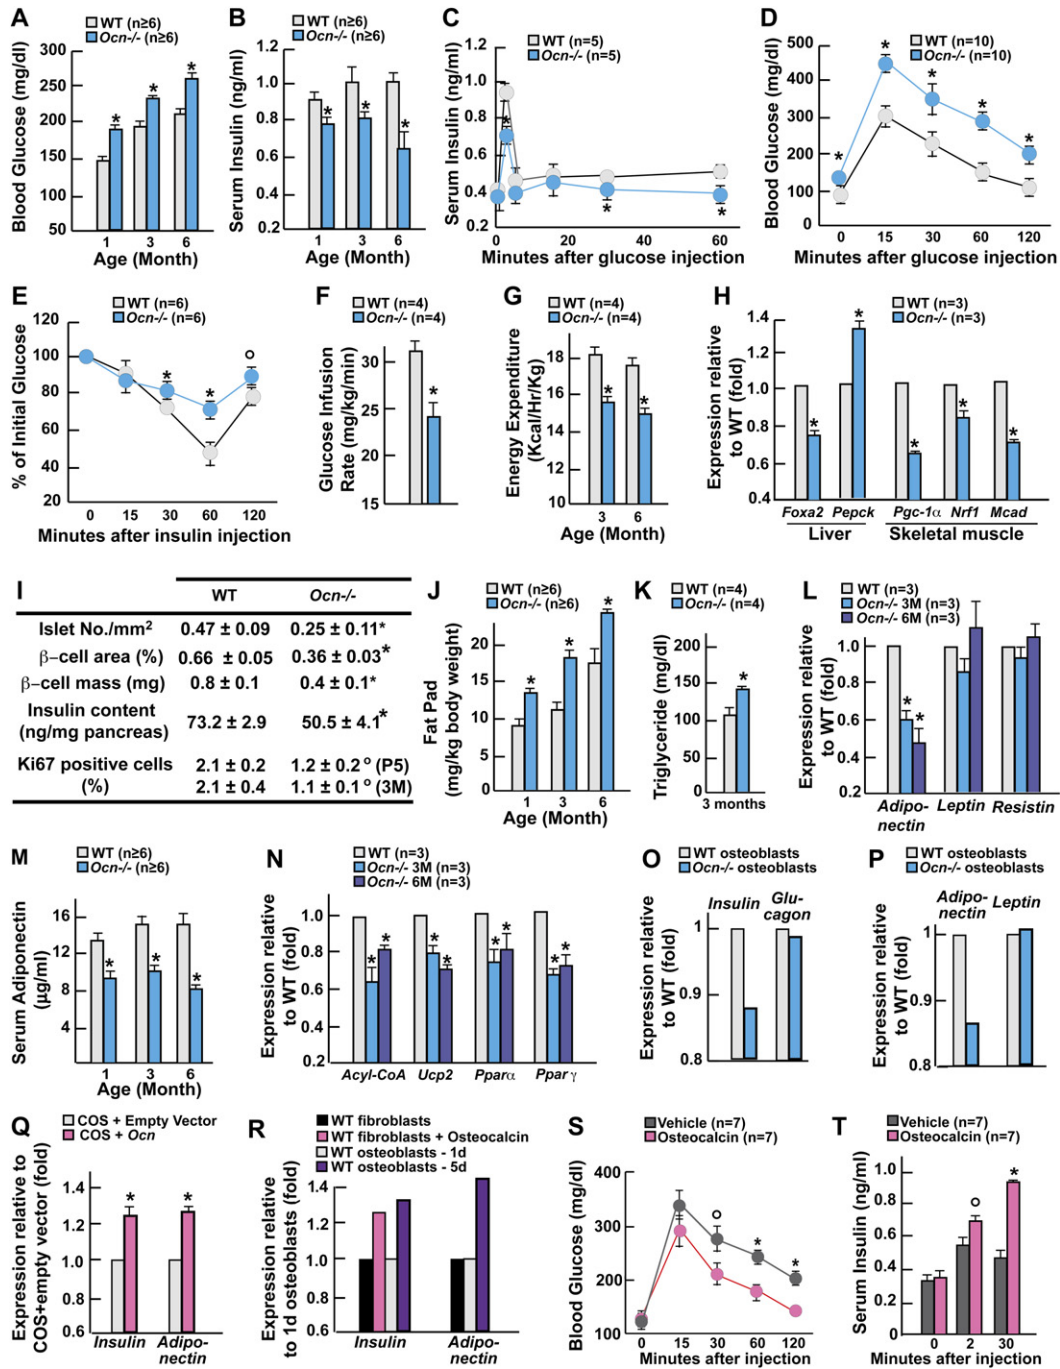 A
WT (n≥6)
Ocn-/- (n≥6)
Blood Glucose (mg/dl)
300
250
200
150
100
50
1 3 6
Age (Month)
B
WT (n≥6)
Ocn-/- (n≥6)
Serum Insulin (ng/ml)
1.2
1.0
0.8
0.6
0.4
0.2
1 3 6
Age (Month)
C
WT (n=5)
Ocn-/- (n=5)
Serum Insulin (ng/ml)
1.2
1.0
0.8
0.6
0.4
0.2
0 20 40 60
Minutes after glucose injection
D
WT (n=10)
Ocn-/- (n=10)
Blood Glucose (mg/dl)
500
400
300
200
100
0
0 15 30 60 120
Minutes after glucose injection
E
WT (n=6)
Ocn-/- (n=6)
% of Initial Glucose
120
100
80
60
40
20
0 15 30 60 120
Minutes after insulin injection
F
WT (n=4)
Ocn-/- (n=4)
Glucose Infusion
Rate (mg/kg/min)
30
25
20
15
G
WT (n=4)
Ocn-/- (n=4)
Energy Expenditure
(Kcal/Hr/Kg)
18
16
14
12
10
3 6
Age (Month)
H
WT (n=3)
Ocn-/- (n=3)
Expression relative
to WT (fold)
1.4
1.2
1.0
0.8
0.6
0.4
Foxa2 Pepck Pgc-1α Nrf1 Mcad
Liver Skeletal muscle
I
WT Ocn-/-
Islet No./mm2 0.47 ± 0.09 0.25 ± 0.11*
β–cell area (%) 0.66 ± 0.05 0.36 ± 0.03*
β–cell mass (mg) 0.8 ± 0.1 0.4 ± 0.1*
Insulin content
(ng/mg pancreas) 73.2 ± 2.9 50.5 ± 4.1*
Ki67 positive cells 2.1 ± 0.2 1.2 ± 0.2 o (P5)
(%) 2.1 ± 0.4 1.1 ± 0.1 o (3M)
J
WT (n≥6)
Ocn-/- (n≥6)
Fat Pad
(mg/kg body weight)
20
15
10
5
0
1 3 6
Age (Month)
K
WT (n=4)
Ocn-/- (n=4)
Triglyceride (mg/dl)
200
150
100
50
0
3 months
L
WT (n=3)
Ocn-/- 3M (n=3)
Ocn-/- 6M (n=3)
Expression relative
to WT (fold)
1.0
0.8
0.6
0.4
0.2
Adipo- Leptin Resistin
nectin
M
WT (n≥6)
Ocn-/- (n≥6)
Serum Adiponectin
(µg/ml)
16
12
8
4
1 3 6
Age (Month)
N
WT (n=3)
Ocn-/- 3M (n=3)
Ocn-/- 6M (n=3)
Expression relative
to WT (fold)
1.0
0.8
0.6
0.4
0.2
Acyl-CoA Ucp2 Pparα Ppar γ
O
WT osteoblasts
Ocn-/- osteoblasts
Expression relative
to WT (fold)
Insulin Glu-
cagon
1
0.9
0.8
P
WT osteoblasts
Ocn-/- osteoblasts
Expression relative
to WT (fold)
Adipo- Leptin
nectin
1
0.9
0.8
Q
COS + Empty Vector
COS + Ocn
Expression relative to
COS+empty vector (fold)
1.4
1.2
1.0
0.8
0.6
Insulin Adipo-
nectin
R
WT fibroblasts
WT fibroblasts + Osteocalcin
WT osteoblasts - 1d
WT osteoblasts - 5d
Expression relative
to 1d osteoblasts (fold)
1.4
1.2
1.0
0.8
0.6
Insulin Adipo-
nectin
S
Vehicle (n=7)
Osteocalcin (n=7)
Blood Glucose (mg/dl)
400
300
200
100
0 15 30 60 120
Minutes after injection
T
Vehicle (n=7)
Osteocalcin (n=7)
Serum Insulin (ng/ml)
1.0
0.8
0.6
0.4
0.2
0
0 2 30
Minutes after injection